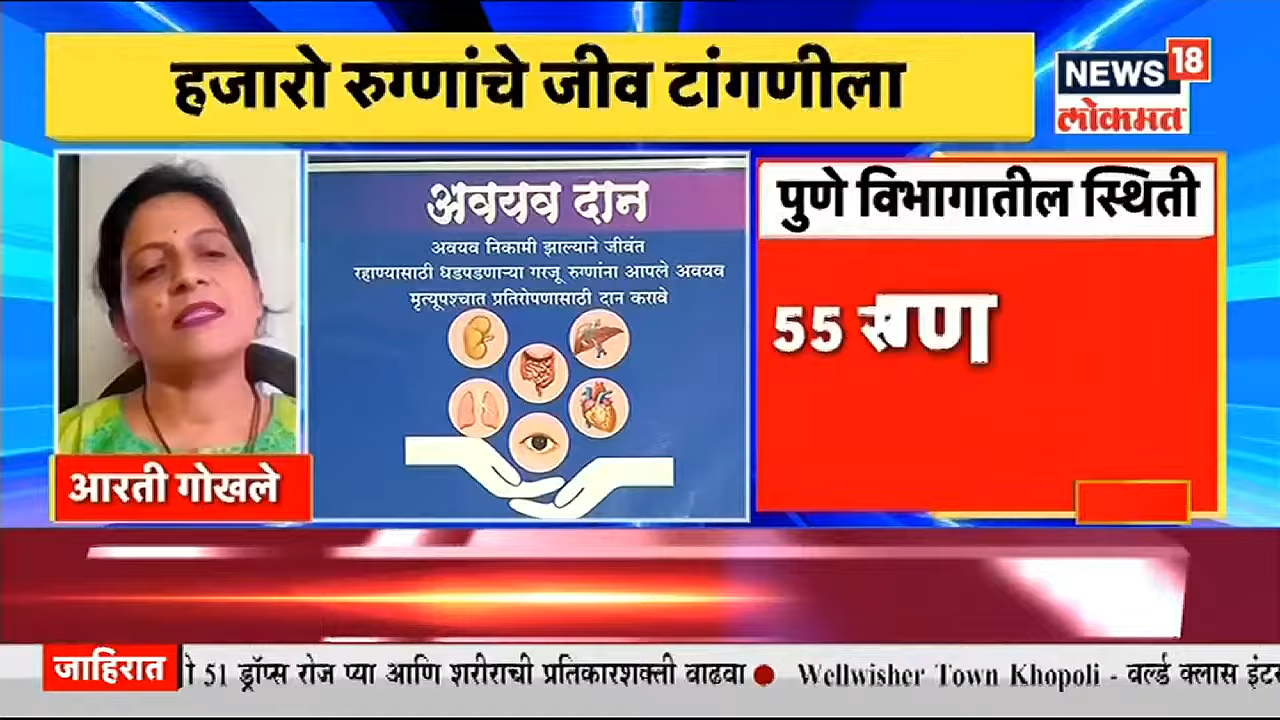 हजारो रुग्णांचे जीव टांगणीला
NEWS 18
लोकमत
अवयव दान
अवयव निकामी झाल्याने जीवंत
रहाण्यासाठी धडपडणाऱ्या गरजू रुग्णांना आपले अवयव
मृत्यूपश्चात प्रतिरोपणासाठी दान करावे
पुणे विभागातील स्थिती
55
आरती गोखले
जाहिरात
51 ड्रॉप्स रोज प्या आणि शरीराची प्रतिकारशक्ती वाढवा ● Wellwisher Town Khopoli - वर्ल्ड क्लास